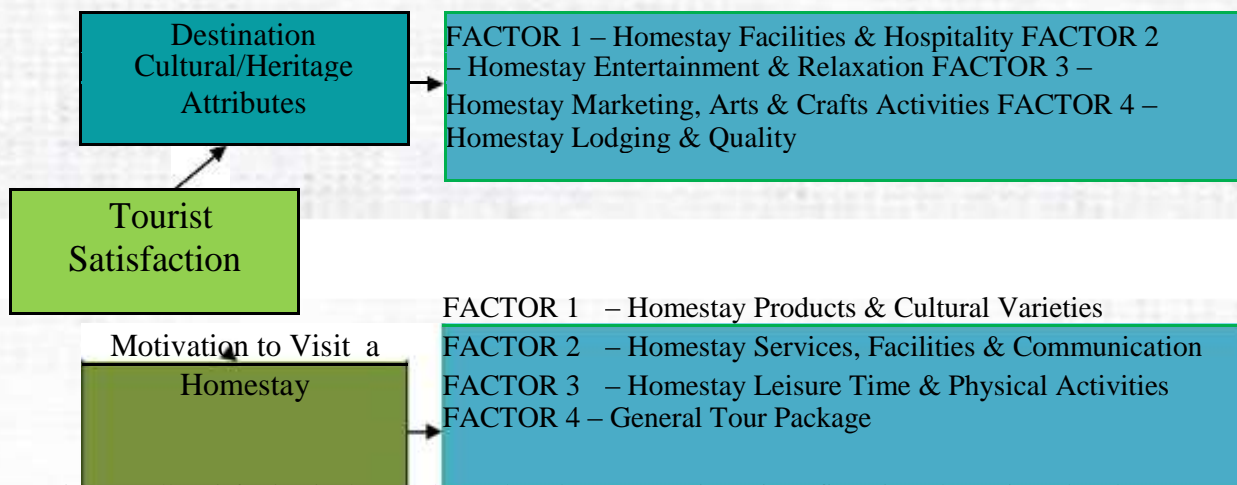 Destination
Cultural/Heritage
Attributes
FACTOR 1 – Homestay Facilities & Hospitality FACTOR 2
– Homestay Entertainment & Relaxation FACTOR 3 –
Homestay Marketing, Arts & Crafts Activities FACTOR 4 –
Homestay Lodging & Quality
Tourist
Satisfaction
Motivation to Visit a
Homestay
FACTOR 1 – Homestay Products & Cultural Varieties
FACTOR 2 – Homestay Services, Facilities & Communication
FACTOR 3 – Homestay Leisure Time & Physical Activities
FACTOR 4 – General Tour Package